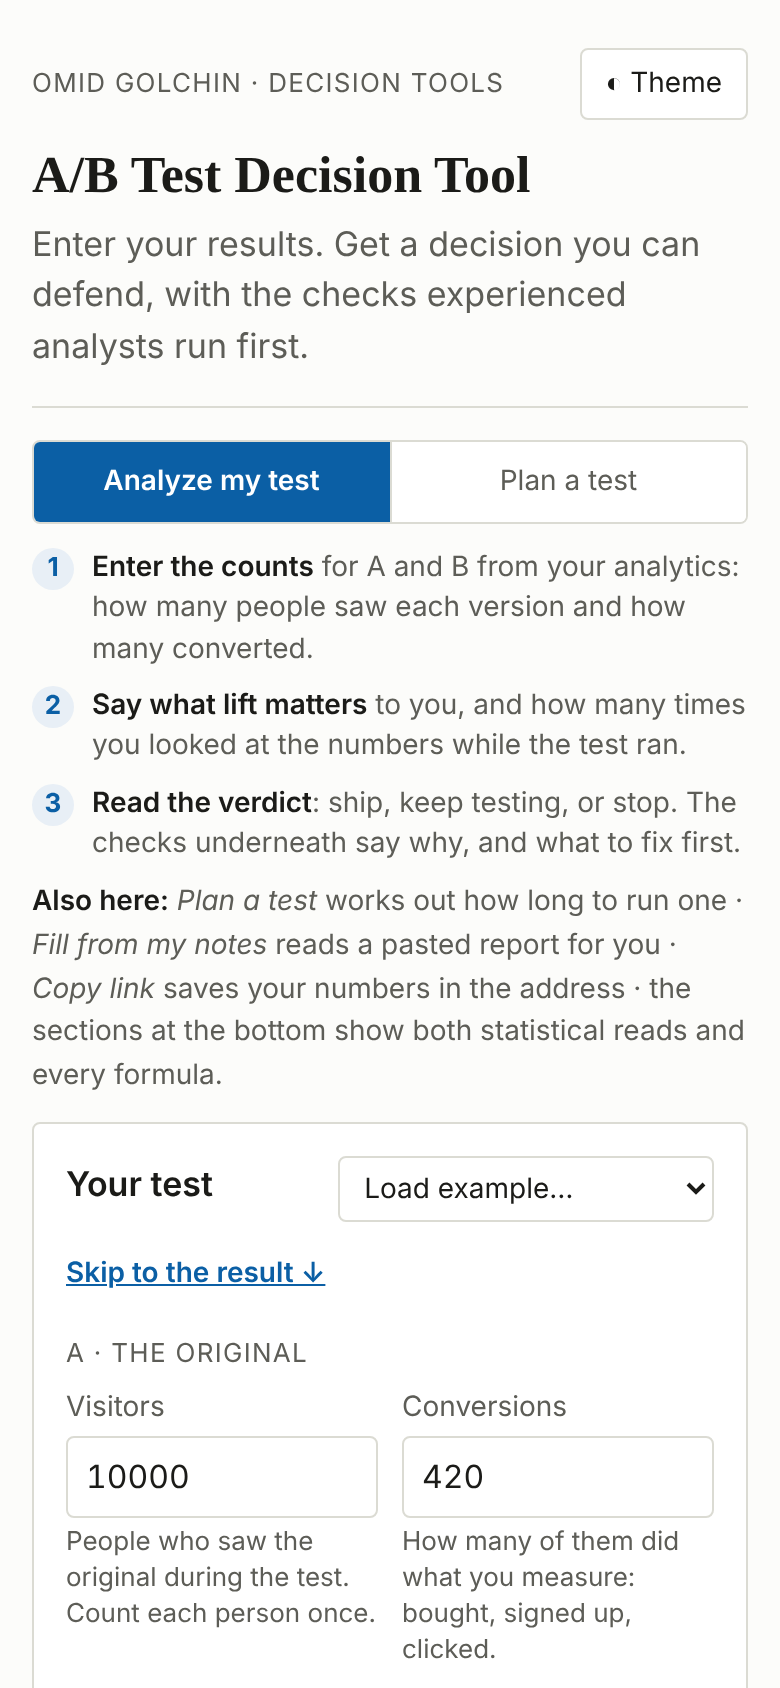 OMID GOLCHIN · DECISION TOOLS
Theme
A/B Test Decision Tool
Enter your results. Get a decision you can
defend, with the checks experienced
analysts run first.
Analyze my test
Plan a test
1
Enter the counts for A and B from your analytics:
how many people saw each version and how
many converted.
2
Say what lift matters to you, and how many times
you looked at the numbers while the test ran.
3
Read the verdict: ship, keep testing, or stop. The
checks underneath say why, and what to fix first.
Also here: Plan a test works out how long to run one ·
Fill from my notes reads a pasted report for you ·
Copy link saves your numbers in the address · the
sections at the bottom show both statistical reads and
every formula.
Your test
Load example...
Skip to the result ↓
A · THE ORIGINAL
Visitors
Conversions
10000
420
People who saw the
original during the test.
Count each person once.
How many of them did
what you measure:
bought, signed up,
clicked.